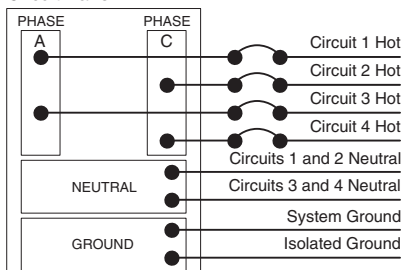 PHASE PHASE
A C
Circuit 1 Hot
Circuit 2 Hot
Circuit 3 Hot
Circuit 4 Hot
Circuits 1 and 2 Neutral
NEUTRAL
Circuits 3 and 4 Neutral
System Ground
GROUND
Isolated Ground